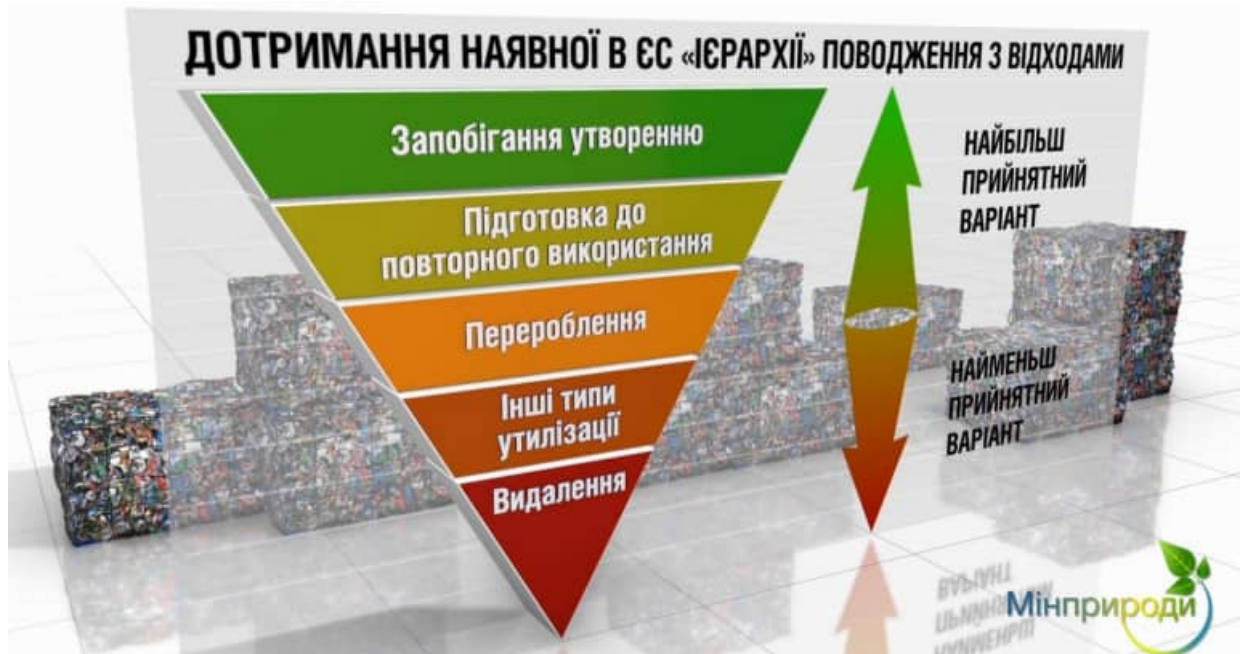 ДОТРИМАННЯ НАЯВНОЇ В ЄС «ІЄРАРХІЇ» ПОВОДЖЕННЯ З ВІДХОДАМИ
Запобігання утворенню
Підготовка до
повторного використання
Перероблення
Інші типи
утилізації
Видалення
НАЙБІЛЬШ
ПРИЙНЯТНИЙ
ВАРІАНТ
НАЙМЕНЬШ
ПРИЙНЯТНИЙ
ВАРІАНТ
Мінприроди